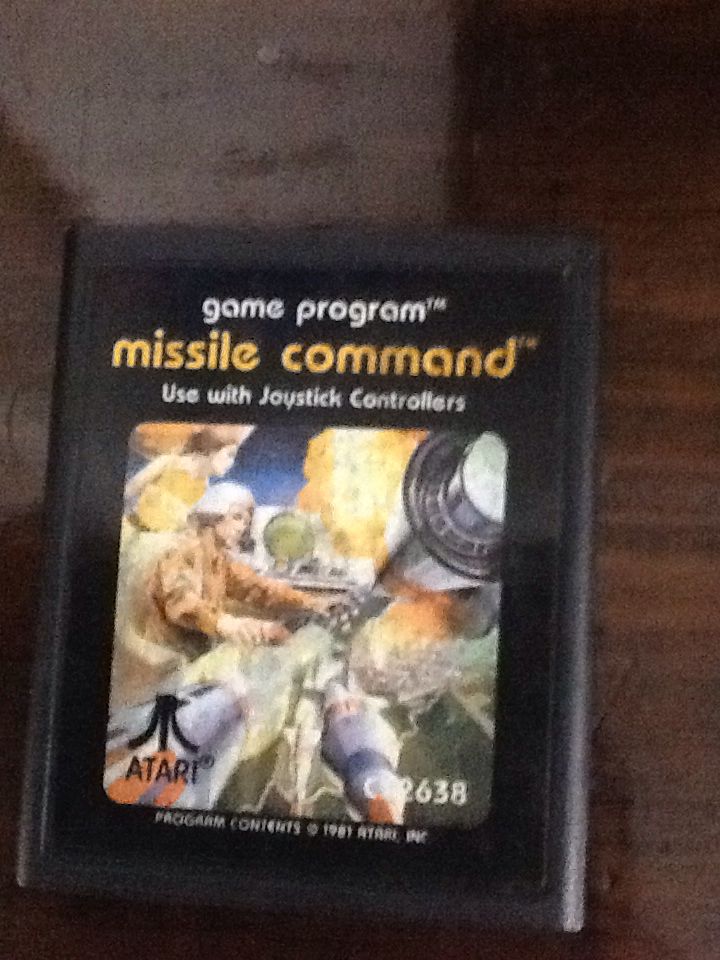 game program™
missile command™
Use with Joystick Controllers
ATARI®
2638
PROGRAM CONTENTS © 1981 ATARI, INC